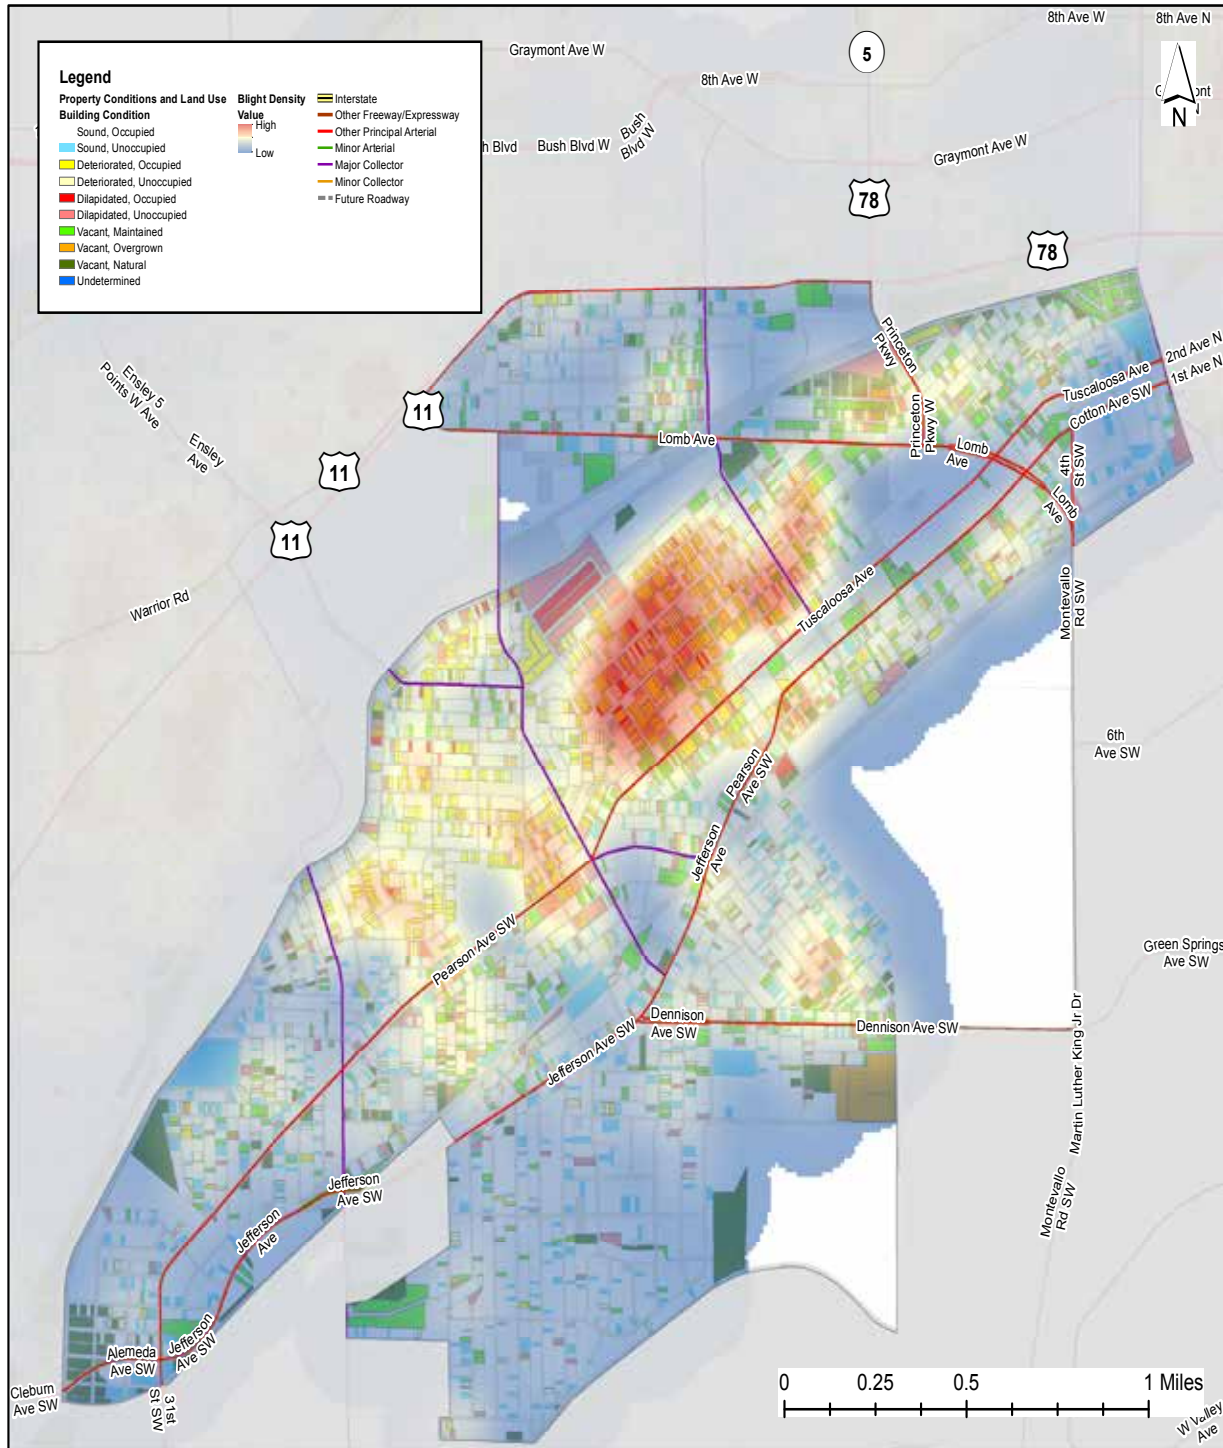 8th Ave W
8th Ave N
Graymont Ave W
5
8th Ave W
N
Bush
Blvd W
Bush Blvd W
Graymont Ave W
78
78
Legend
Property Conditions and Land Use
Building Condition
Sound, Occupied
Sound, Unoccupied
Deteriorated, Occupied
Deteriorated, Unoccupied
Dilapidated, Occupied
Dilapidated, Unoccupied
Vacant, Maintained
Vacant, Overgrown
Vacant, Natural
Undetermined
Blight Density
Value
High
Low
Interstate
Other Freeway/Expressway
Other Principal Arterial
Minor Arterial
Major Collector
Minor Collector
Future Roadway
Princeton
Pkwy
2nd Ave N
1st Ave N
Tuscaloosa Ave
Cotton Ave SW
Ensley 5
Points W Ave
11
Ensley
Ave
11
11
Lomb Ave
Princeton
Pkwy W
Lomb
Ave
4th
St SW
Lomb
Ave
Warrior Rd
Tuscaloosa Ave
Montevallo
Rd SW
6th
Ave SW
Pearson
Ave SW
Jefferson
Ave
Pearson Ave SW
Green Springs
Ave SW
Dennison
Ave SW
Dennison Ave SW
Jefferson Ave SW
Martin Luther King Jr Dr
Jefferson
Ave SW
Jefferson
Ave
Montevallo
Rd SW
Jefferson
Ave SW
Alemeda
Ave SW
Cleburn
Ave SW
31st
St SW
0 0.25 0.5 1 Miles
W Valley
Ave